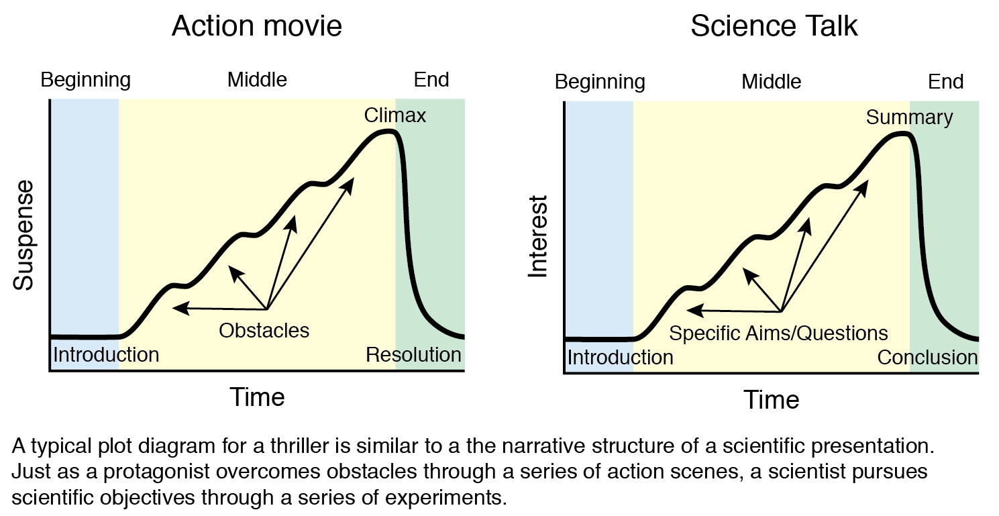 Action movie
Beginning
Middle
End
Climax
Suspense
Obstacles
Introduction
Resolution
Time
Science Talk
Beginning
Middle
End
Summary
Interest
Specific Aims/Questions
Introduction
Conclusion
Time
A typical plot diagram for a thriller is similar to a the narrative structure of a scientific presentation.
Just as a protagonist overcomes obstacles through a series of action scenes, a scientist pursues
scientific objectives through a series of experiments.